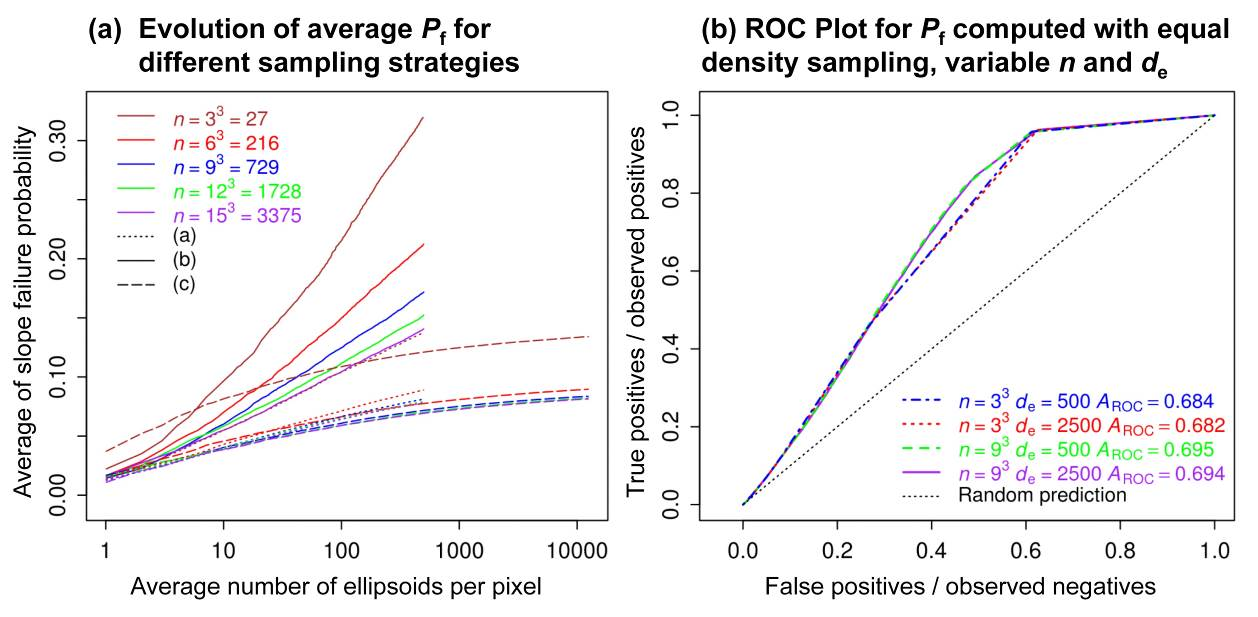 (a) Evolution of average Pf for
different sampling strategies
Average of slope failure probability
0.30
0.20
0.10
0.00
n = 3³ = 27
n = 6³ = 216
n = 9³ = 729
n = 12³ = 1728
n = 15³ = 3375
(a)
(b)
(c)
1 10 100 1000 10000
Average number of ellipsoids per pixel
(b) ROC Plot for Pf computed with equal
density sampling, variable n and de
True positives / observed positives
1.0
0.8
0.6
0.4
0.2
0.0
n = 3³ de = 500 AROC = 0.684
n = 3³ de = 2500 AROC = 0.682
n = 9³ de = 500 AROC = 0.695
n = 9³ de = 2500 AROC = 0.694
Random prediction
0.0 0.2 0.4 0.6 0.8 1.0
False positives / observed negatives